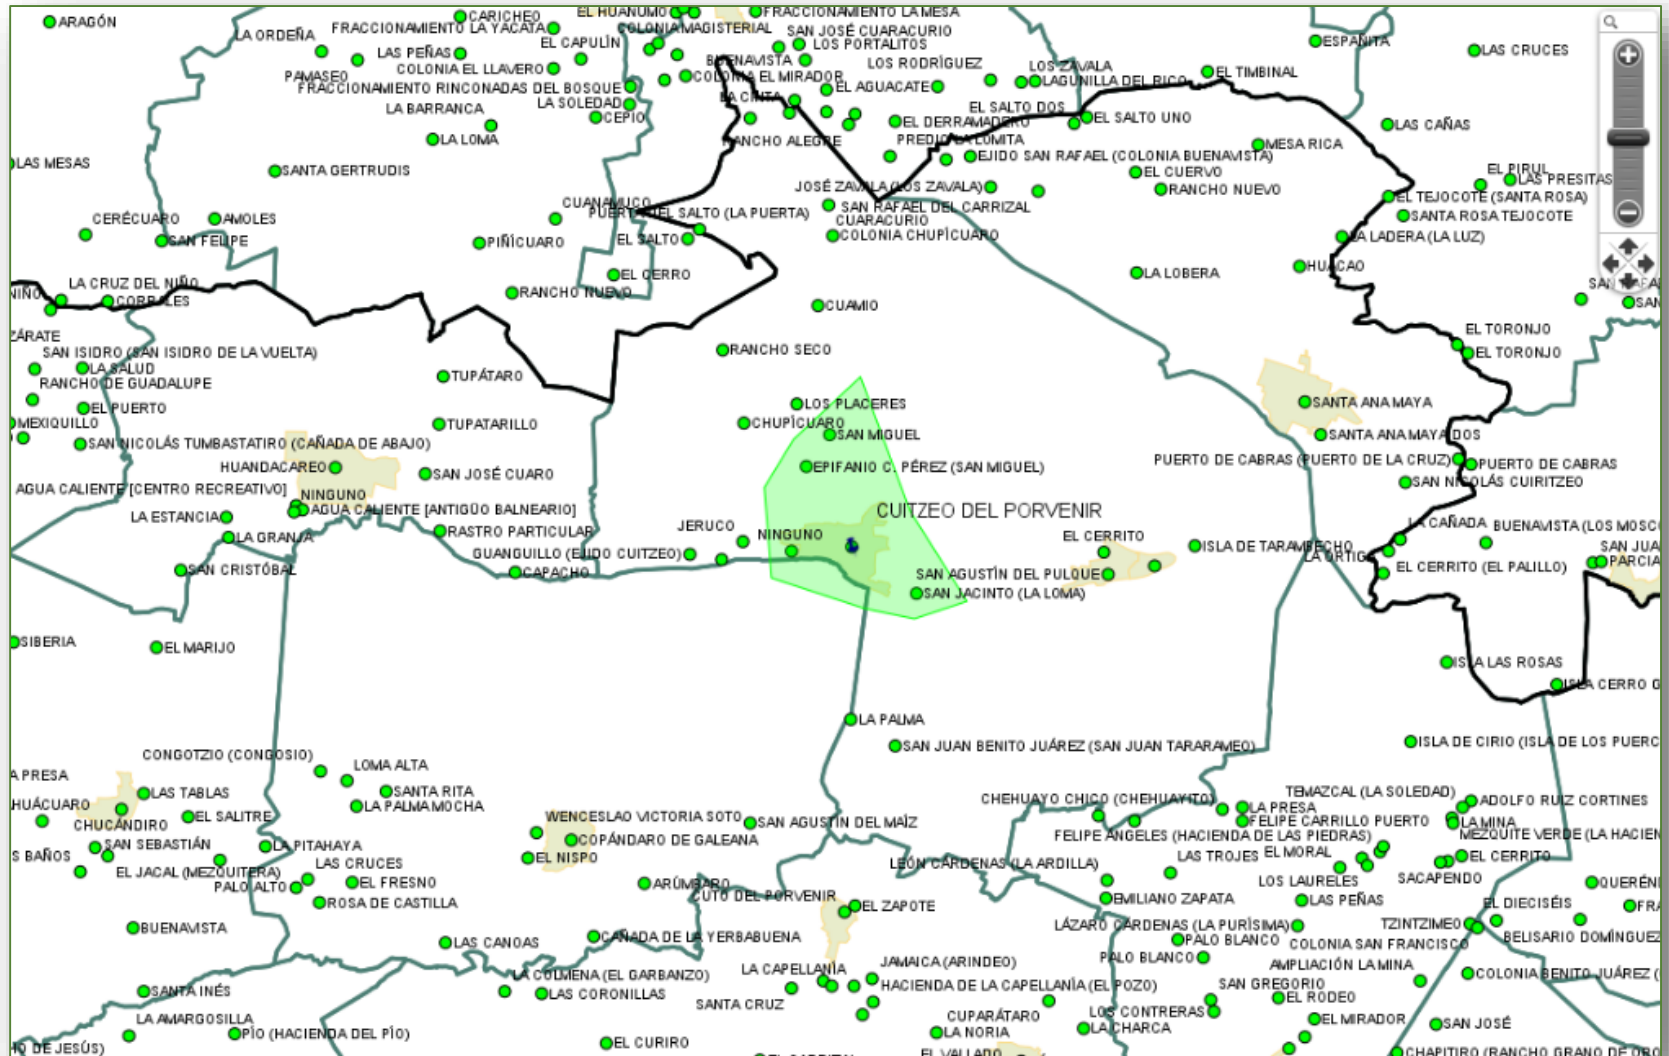 ARAGÓN
CARICHEO
EL HUANUMO
FRACCIONAMIENTO LA MESA
LA ORDEÑA
FRACCIONAMIENTO LA YACATA
COLONIA MAGISTERIAL
SAN JOSÉ CUARACURIO
ESPAÑITA
LAS CRUCES
EL CAPULÍN
LOS PORTALITOS
LAS PEÑAS
BUENAVISTA
LOS RODRÍGUEZ
LOS ZAVALA
EL TIMBINAL
PAMASEO
COLONIA EL LLAVERO
COLONIA EL MIRADOR
LAGUNILLA DEL RICO
FRACCIONAMIENTO RINCONADAS DEL BOSQUE
EL AGUACATE
LA BARRANCA
LA SOLEDAD
LA CINTA
EL SALTO DOS
CEPIO
EL DERRAMADERO
EL SALTO UNO
LAS CAÑAS
LA LOMA
RANCHO ALEGRE
PREDIO LA LOMITA
MESA RICA
LAS MESAS
EJIDO SAN RAFAEL (COLONIA BUENAVISTA)
SANTA GERTRUDIS
EL CUERVO
EL PIRUL
LAS PRESITAS
JOSÉ ZAVALA (LOS ZAVALA)
RANCHO NUEVO
EL TEJOCOTE (SANTA ROSA)
CUANAMUCO
PUERTO DEL SALTO (LA PUERTA)
SAN RAFAEL DEL CARRIZAL
SANTA ROSA TEJOCOTE
CERÉCUARO
AMOLES
CUARACURIO
SAN FELIPE
PIÑICUARO
EL SALTO
COLONIA CHUPÍCUARO
LA LADERA (LA LUZ)
EL CERRO
LA LOBERA
HUACAO
LA CRUZ DEL NIÑO
NIÑO
CORRALES
RANCHO NUEVO
CUAMIO
SAN
ZÁRATE
EL TORONJO
SAN ISIDRO (SAN ISIDRO DE LA VUELTA)
RANCHO SECO
EL TORONJO
LA SALUD
TUPÁTARO
RANCHO DE GUADALUPE
EL PUERTO
LOS PLACERES
SANTA ANA MAYA
MEXIQUILLO
TUPATARILLO
CHUPÍCUARO
SAN MIGUEL
SANTA ANA MAYA DOS
SAN NICOLÁS TUMBASTATIRO (CAÑADA DE ABAJO)
HUANDACAREO
SAN JOSÉ CUARO
EPIFANIO C. PÉREZ (SAN MIGUEL)
PUERTO DE CABRAS (PUERTO DE LA CRUZ)
PUERTO DE CABRAS
SAN NICOLÁS CUIRITZEO
AGUA CALIENTE [CENTRO RECREATIVO]
NINGUNO
AGUA CALIENTE [ANTIGÜO BALNEARIO]
CUITZEO DEL PORVENIR
LA ESTANCIA
LA CAÑADA
BUENAVISTA (LOS MOSCO
JERUCO
RASTRO PARTICULAR
NINGUNO
EL CERRITO
LA GRANJA
ISLA DE TARAMBECHO
SAN JUA
GUANGUILLO (EJIDO CUITZEO)
LA ORTIG
PARCIA
SAN CRISTÓBAL
CAPACHO
SAN AGUSTÍN DEL PULQUE
EL CERRITO (EL PALILLO)
SAN JACINTO (LA LOMA)
SIBERIA
EL MARIJO
ISLA LAS ROSAS
ISLA CERRO G
LA PALMA
SAN JUAN BENITO JUÁREZ (SAN JUAN TARARAMEO)
ISLA DE CIRIO (ISLA DE LOS PUERC
CONGOTZIO (CONGOSIO)
LOMA ALTA
A PRESA
LAS TABLAS
SANTA RITA
TEMAZCAL (LA SOLEDAD)
CHEHUAYO CHICO (CHEHUAYITO)
ADOLFO RUIZ CORTINES
HUÁCUARO
LA PALMA MOCHA
LA PRESA
EL SALITRE
WENCESLAO VICTORIA SOTO
SAN AGUSTÍN DEL MAÍZ
FELIPE CARRILLO PUERTO
LA MINA
CHUCÁNDIRO
FELIPE ÁNGELES (HACIENDA DE LAS PIEDRAS)
MEZQUITE VERDE (LA HACIEN
SAN SEBASTIÁN
LA PITAHAYA
COPÁNDARO DE GALEANA
S BAÑOS
LAS CRUCES
EL NISPO
LEÓN CÁRDENAS (LA ARDILLA)
LAS TROJES
EL MORAL
EL CERRITO
EL JACAL (MEZQUITERA)
PALO ALTO
EL FRESNO
ARÚMBARO
LOS LAURELES
SACAPENDO
QUERÉN
CUTO DEL PORVENIR
EMILIANO ZAPATA
LAS PEÑAS
ROSA DE CASTILLA
EL ZAPOTE
EL DIECISÉIS
FRA
BUENAVISTA
LÁZARO CÁRDENAS (LA PURÍSIMA)
TZINTZIMEO
LAS CANOAS
CAÑADA DE LA YERBABUENA
PALO BLANCO
COLONIA SAN FRANCISCO
BELISARIO DOMÍNGUEZ
PALO BLANCO
AMPLIACIÓN LA MINA
LA COLMENA (EL GARBANZO)
LA CAPELLANÍA
JAMAICA (ARINDEO)
COLONIA BENITO JUÁREZ (
SANTA INÉS
LAS CORONILLAS
SANTA CRUZ
HACIENDA DE LA CAPELLANÍA (EL POZO)
SAN GREGORIO
EL RODEO
LA AMARGOSILLA
CUPARÁTARO
LOS CONTRERAS
EL MIRADOR
SAN JOSÉ
PÍO (HACIENDA DEL PÍO)
LA NORIA
LA CHARCA
EL CURIRO
IO DE JESÚS)
EL VALLADO
CHAPITIRO (RANCHO GRANO DE ORO